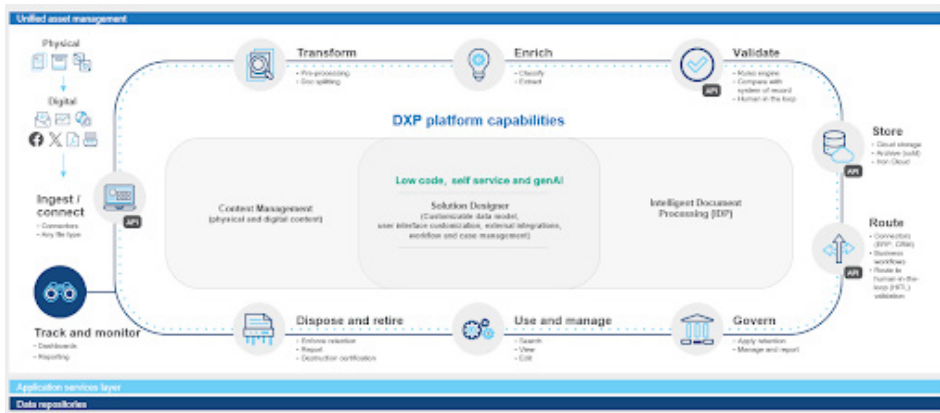 Unified asset management
Physical
Digital
Ingest /
connect
- Connectors
- Any file type
Track and monitor
- Dashboards
- Reporting
Transform
- Pre-processing
- Doc splitting
Enrich
- Classify
- Extract
Validate
- Rules engine
- Compare with
system of record
- Human in the loop
API
Store
- Cloud storage
- Archive (cold)
- Iron Cloud
API
Route
- Connectors
(ERP, CRM)
- Business
workflows
- Route to
human-in-the-
loop (HITL)
validation
API
API
DXP platform capabilities
Content Management
(physical and digital content)
Low code, self service and genAI
Solution Designer
(Customizable data model,
user interface customization, external integrations,
workflow and case management)
Intelligent Document
Processing (IDP)
Dispose and retire
- Enforce retention
- Report
- Destruction certification
Use and manage
- Search
- View
- Edit
Govern
- Apply retention
- Manage and report
Application services layer
Data repositories